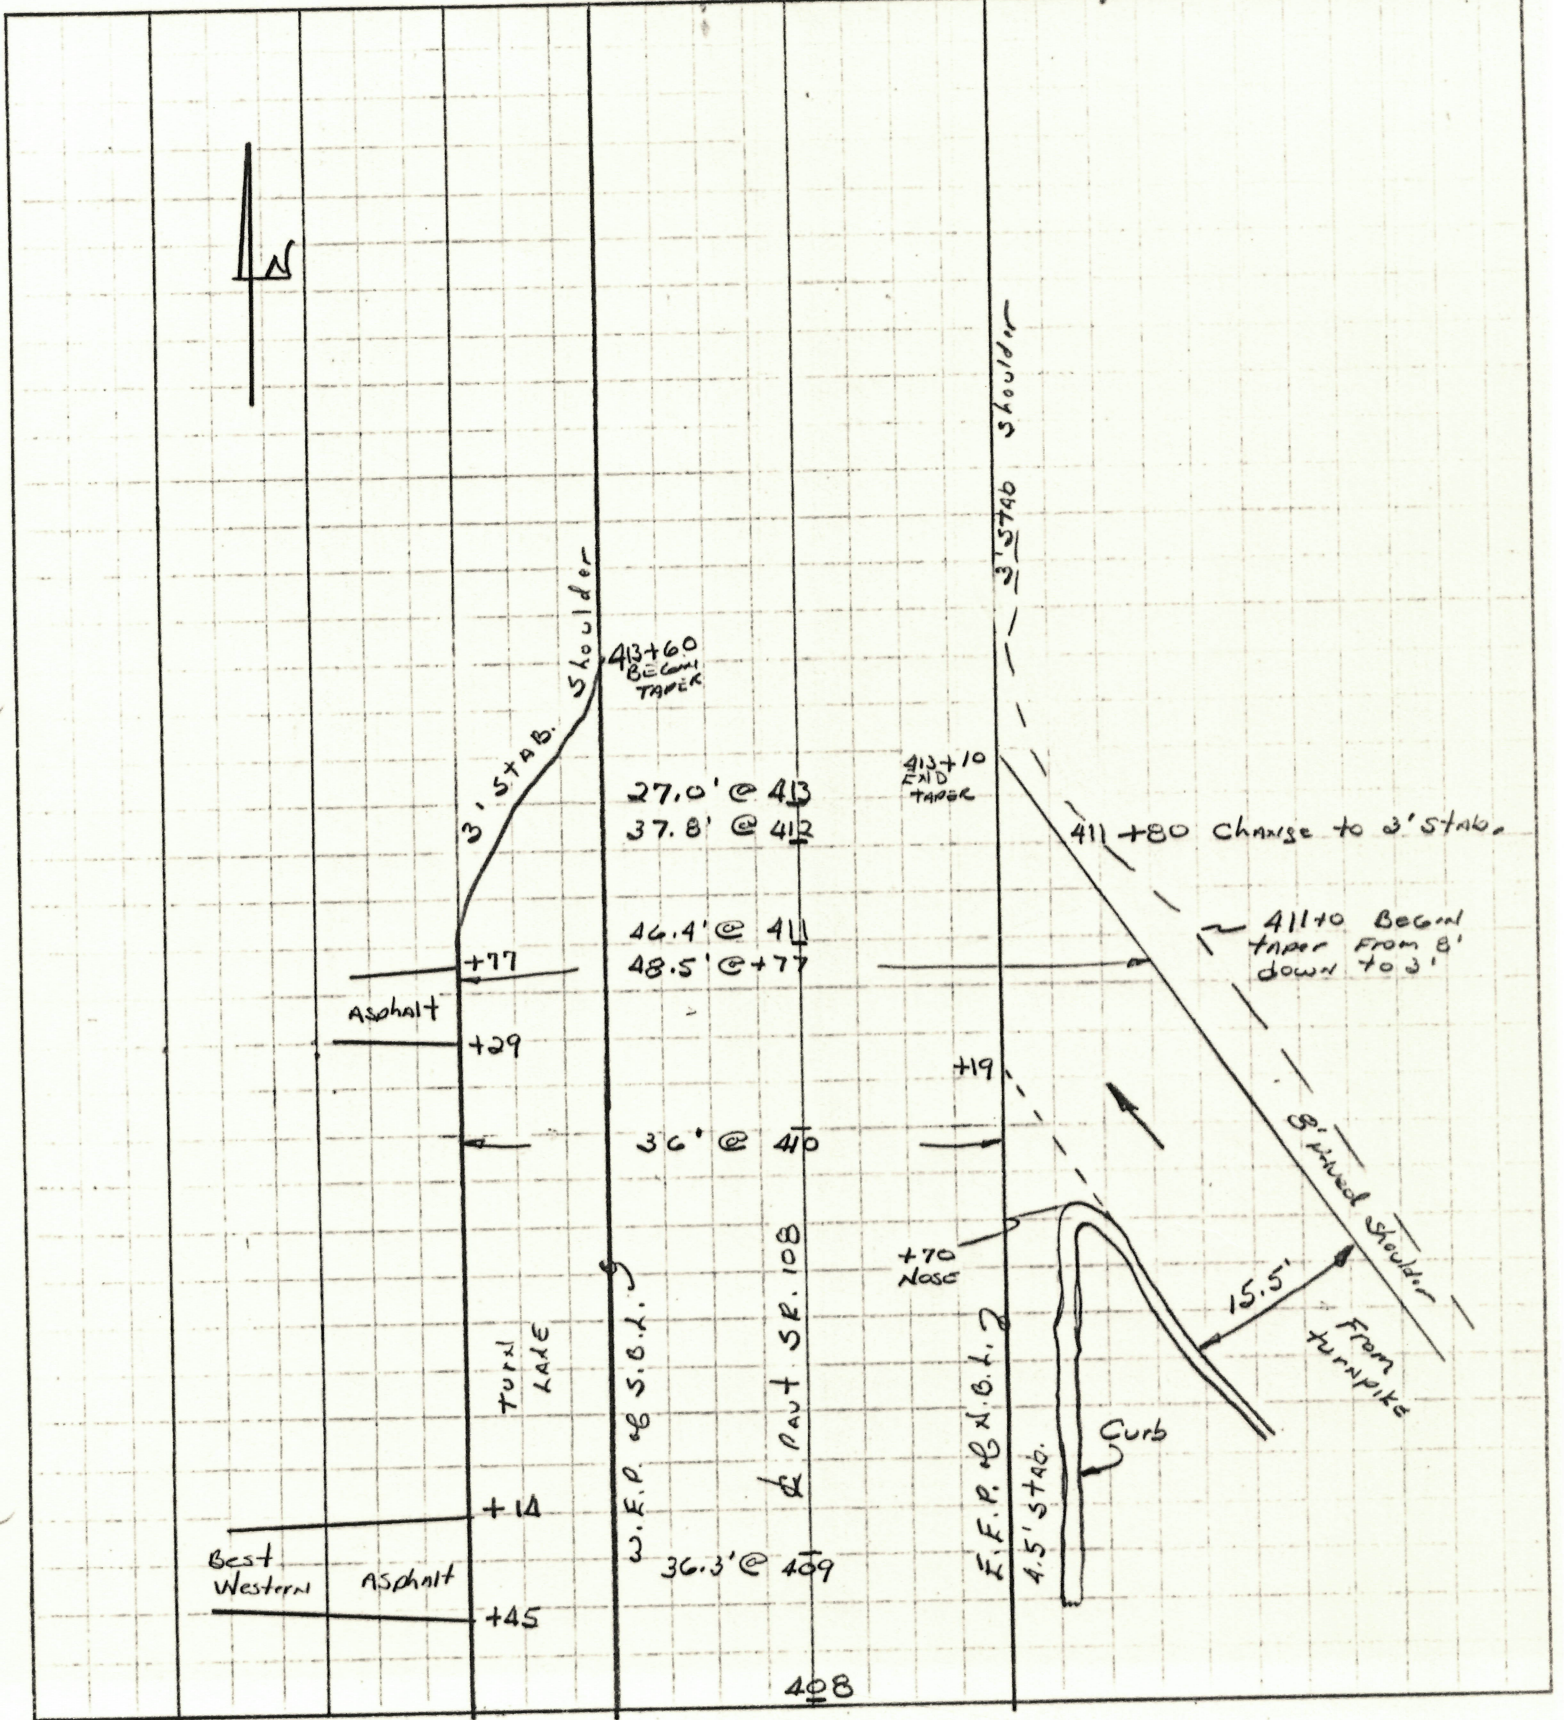 N
3' STAB Shoulder
3' STAB. Shoulder
413+60
BEGIN
TAPER
413+10
END
TAPER
27.0' @ 413
37.8' @ 412
411+80 Change to 3' STAB.
46.4' @ 411
411+0 BEGIN
TAPER FROM 8'
down to 3'
+77
48.5' @ +77
Asphalt
+29
+19
36' @ 410
8' PAVED Shoulder
+70
NOSE
15.5'
FROM
TURNPIKE
TURN
LANE
W.E.P. of S.B.L.
℄ PAVT SR. 108
E.E.P. of N.B.L.
4.5' STAB.
Curb
+14
Best
Western
Asphalt
36.3' @ 409
+45
408